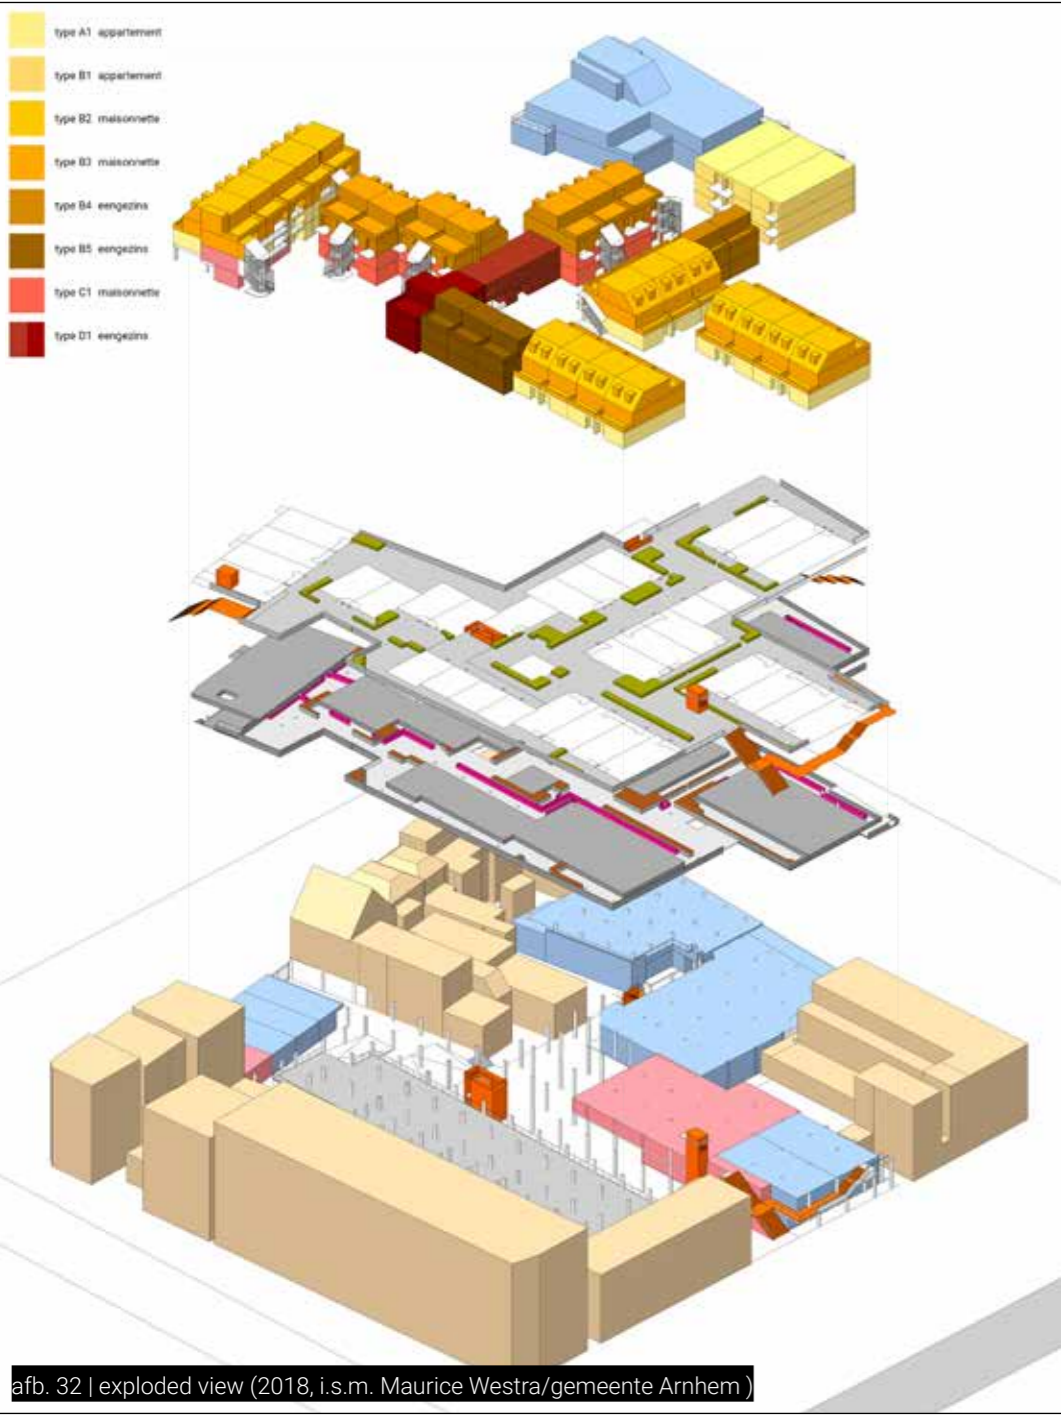 type A1 appartement
type B1 appartement
type B2 maisonnette
type B3 maisonnette
type B4 eengezins
type B5 eengezins
type C1 maisonnette
type D1 eengezins
afb. 32 | exploded view (2018, i.s.m. Maurice Westra/gemeente Arnhem )